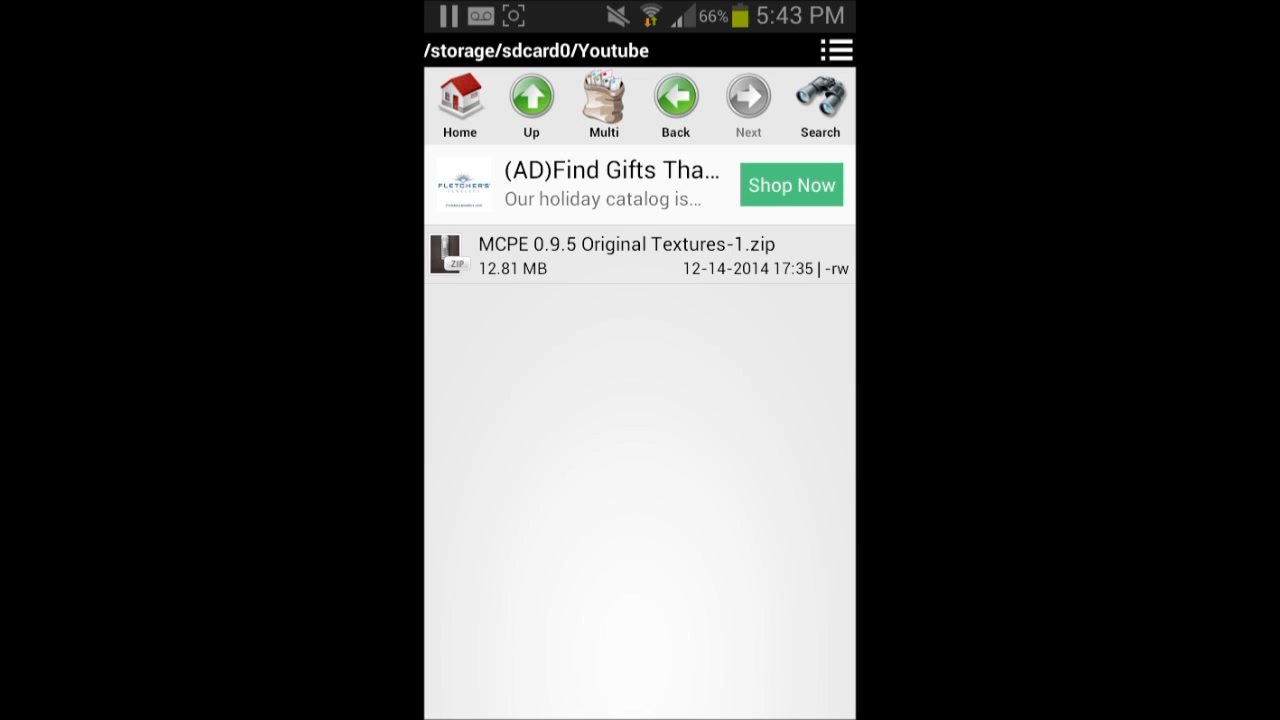 66% 5:43 PM
/storage/sdcard0/Youtube
Home Up Multi Back Next Search
(AD)Find Gifts Tha...
Our holiday catalog is...
Shop Now
FLETCHER'S
MCPE 0.9.5 Original Textures-1.zip
ZIP
12.81 MB 12-14-2014 17:35 | -rw